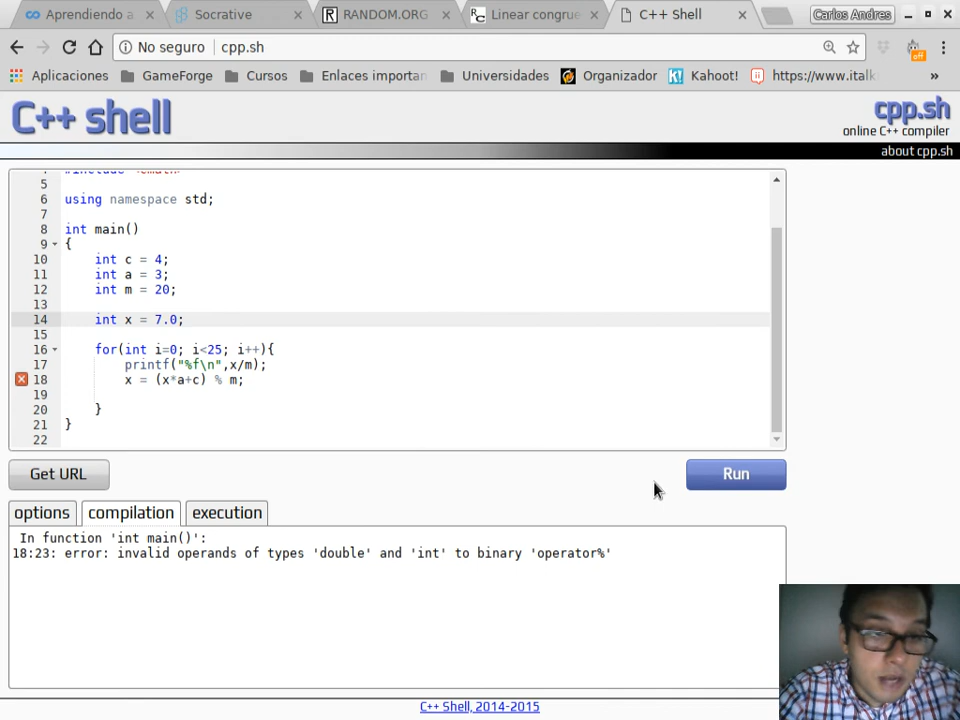 Aprendiendo a
Socrative
RANDOM.ORG
Linear congrue
C++ Shell
Carlos Andres
No seguro
cpp.sh
Aplicaciones
GameForge
Cursos
Enlaces importan
Universidades
Organizador
Kahoot!
https://www.italk
»
C++ shell
cpp.sh
online C++ compiler
about cpp.sh
5
6 using namespace std;
7
8 int main()
9 {
10 int c = 4;
11 int a = 3;
12 int m = 20;
13
14 int x = 7.0;
15
16 for(int i=0; i<25; i++){
17 printf("%f\n",x/m);
18 x = (x*a+c) % m;
19
20 }
21 }
22
Get URL
Run
options
compilation
execution
In function 'int main()':
18:23: error: invalid operands of types 'double' and 'int' to binary 'operator%'
C++ Shell, 2014-2015